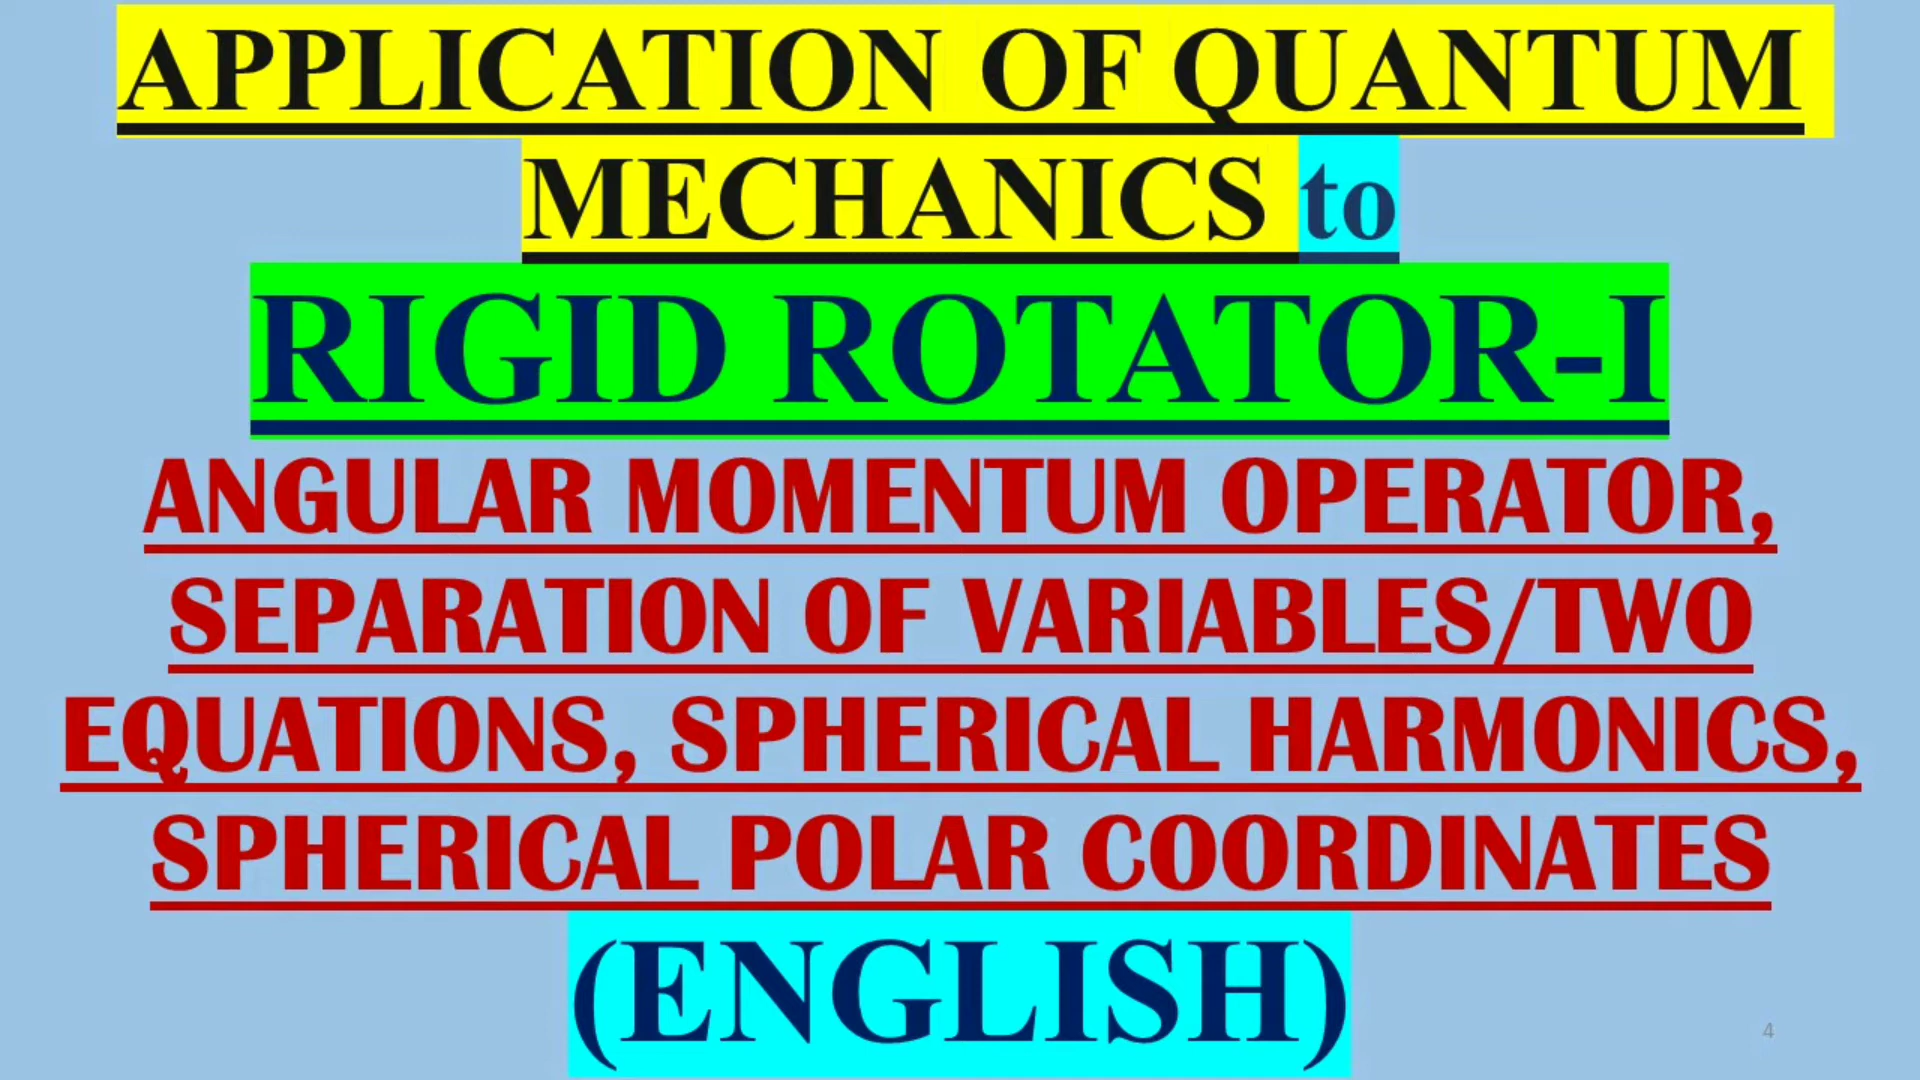 APPLICATION OF QUANTUM
MECHANICS to
RIGID ROTATOR-I
ANGULAR MOMENTUM OPERATOR,
SEPARATION OF VARIABLES/TWO
EQUATIONS, SPHERICAL HARMONICS,
SPHERICAL POLAR COORDINATES
(ENGLISH)
4